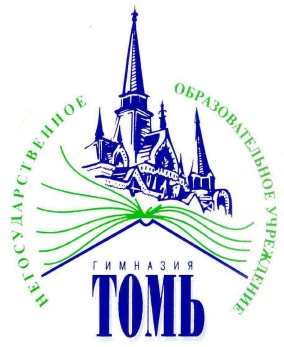 НЕГОСУДАРСТВЕННОЕ
ОБРАЗОВАТЕЛЬНОЕ УЧРЕЖДЕНИЕ
ГИМНАЗИЯ
ТОМЬ